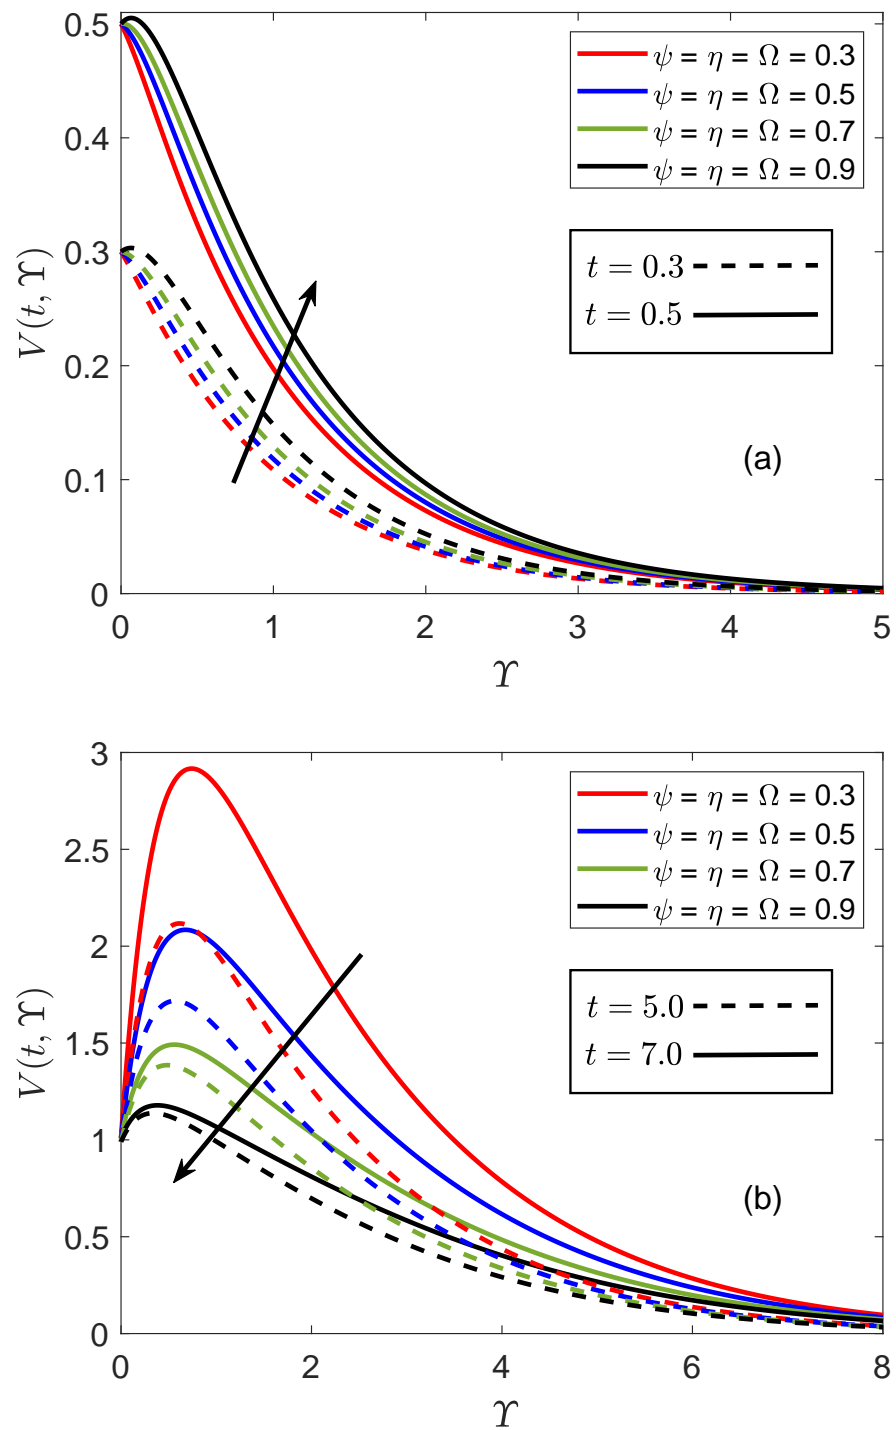 0.5
0.4
0.3
0.2
0.1
0
V(t, ϒ)
ψ = η = Ω = 0.3
ψ = η = Ω = 0.5
ψ = η = Ω = 0.7
ψ = η = Ω = 0.9
t = 0.3
t = 0.5
(a)
0 1 2 3 4 5
ϒ
3
2.5
2
1.5
1
0.5
0
V(t, ϒ)
ψ = η = Ω = 0.3
ψ = η = Ω = 0.5
ψ = η = Ω = 0.7
ψ = η = Ω = 0.9
t = 5.0
t = 7.0
(b)
0 2 4 6 8
ϒ